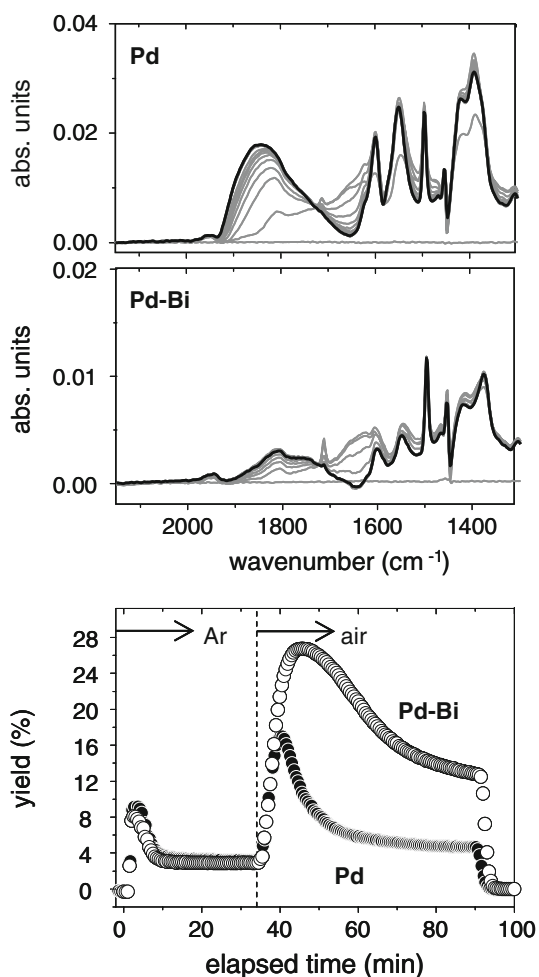 0.04
Pd
abs. units
0.02
0.00
0.02
Pd-Bi
abs. units
0.01
0.00
2000 1800 1600 1400
wavenumber (cm⁻¹)
28
Ar
air
24
Pd-Bi
20
yield (%)
16
12
8
4
Pd
0
0 20 40 60 80 100
elapsed time (min)